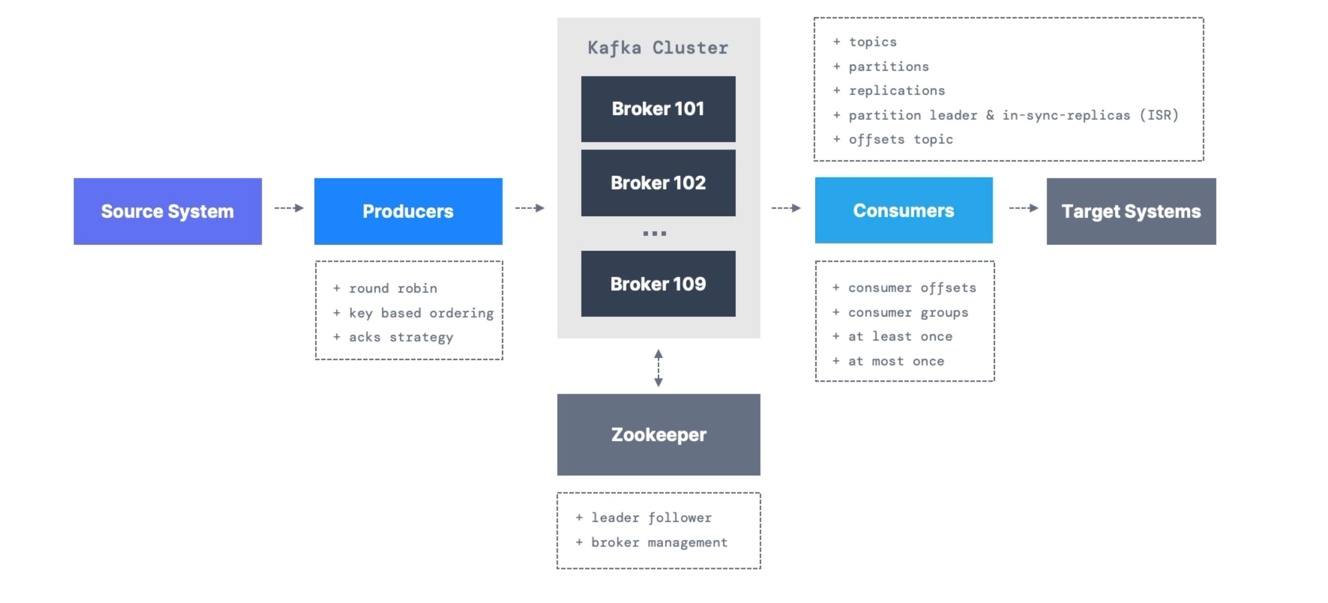 Kafka Cluster
Broker 101
Broker 102
...
Broker 109
+ topics
+ partitions
+ replications
+ partition leader & in-sync-replicas (ISR)
+ offsets topic
Source System
Producers
Consumers
Target Systems
+ round robin
+ key based ordering
+ acks strategy
+ consumer offsets
+ consumer groups
+ at least once
+ at most once
Zookeeper
+ leader follower
+ broker management